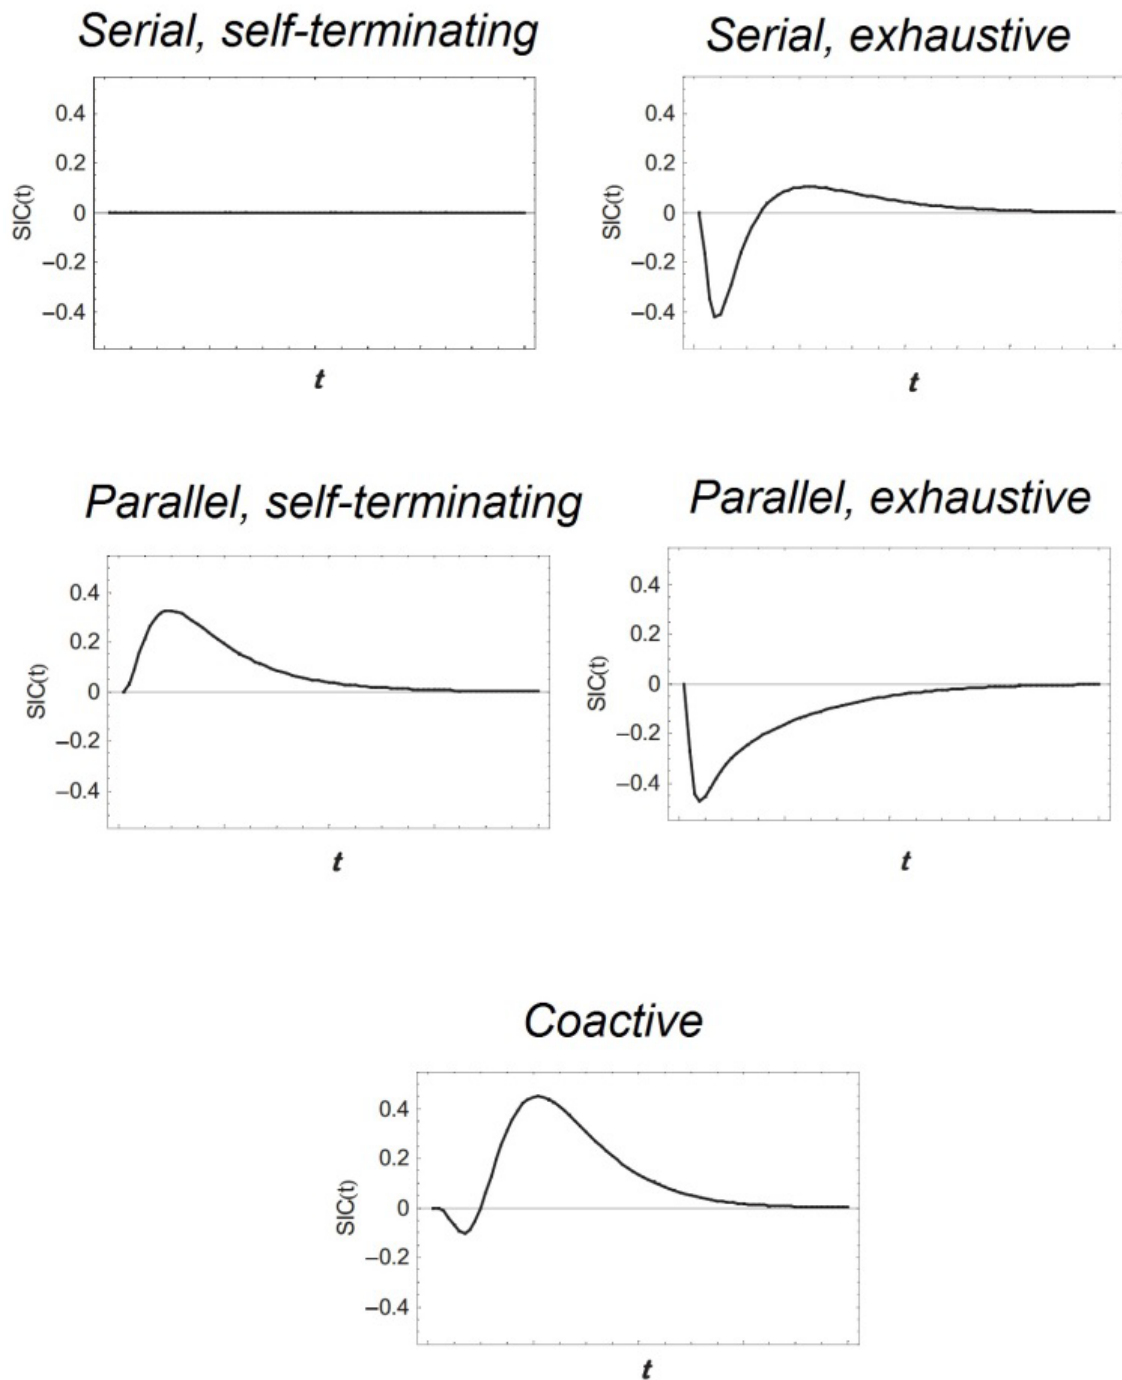 Serial, self-terminating
0.4
0.2
0
−0.2
−0.4
SIC(t)
t
Serial, exhaustive
0.4
0.2
0
−0.2
−0.4
SIC(t)
t
Parallel, self-terminating
0.4
0.2
0
−0.2
−0.4
SIC(t)
t
Parallel, exhaustive
0.4
0.2
0
−0.2
−0.4
SIC(t)
t
Coactive
0.4
0.2
0
−0.2
−0.4
SIC(t)
t